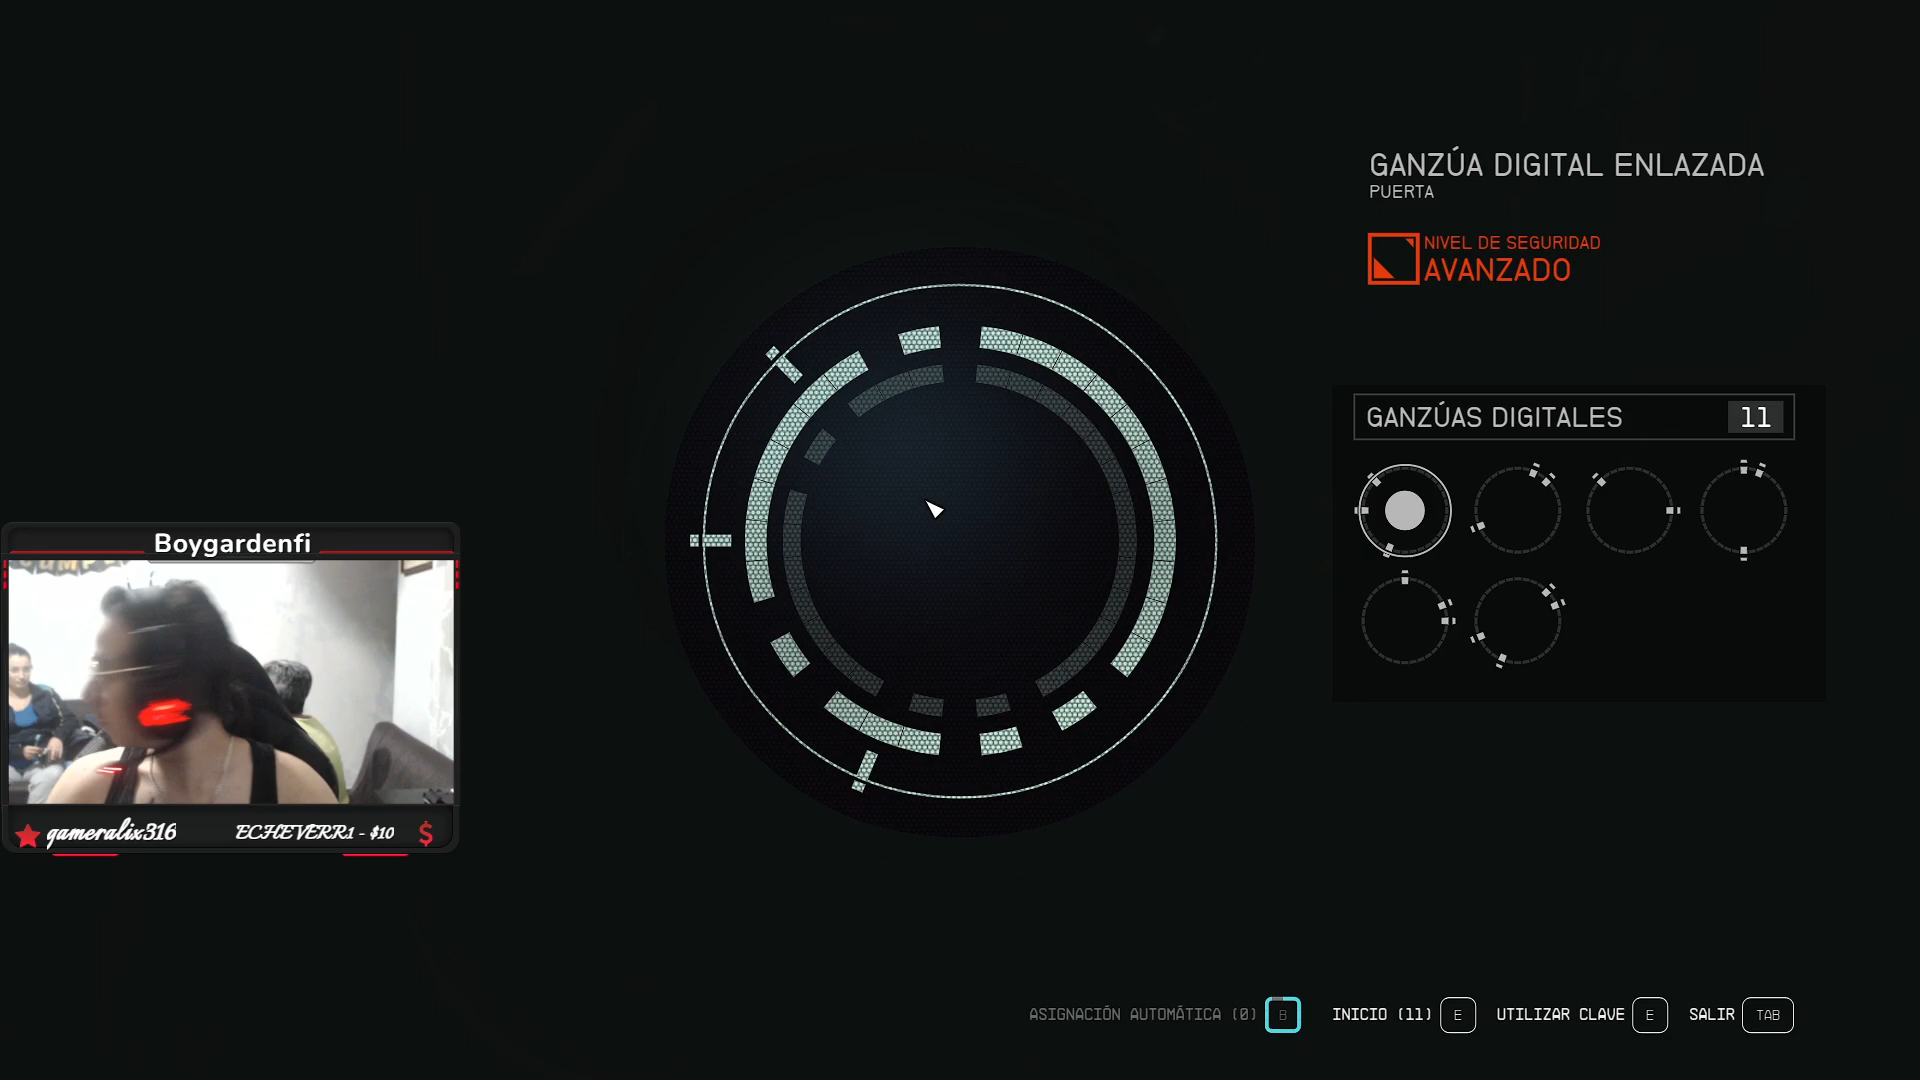 GANZÚA DIGITAL ENLAZADA
PUERTA
NIVEL DE SEGURIDAD
AVANZADO
GANZÚAS DIGITALES 11
Boygardenfi
gameralix316 ECHEVERR1 - $10 $
ASIGNACIÓN AUTOMÁTICA (0) B INICIO (11) E UTILIZAR CLAVE E SALIR TAB